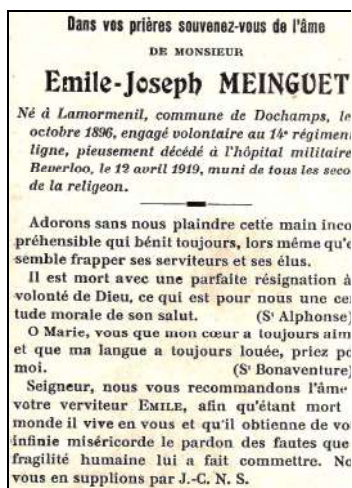 Dans vos prières souvenez-vous de l'âme
DE MONSIEUR
Emile-Joseph MEINGUET
Né à Lamormenil, commune de Dochamps, le
octobre 1896, engagé volontaire au 14e régiment
ligne, pieusement décédé à l'hôpital militaire
Beverloo, le 12 avril 1919, muni de tous les seco
de la religeon.
Adorons sans nous plaindre cette main inco
préhensible qui bénit toujours, lors même qu'e
semble frapper ses serviteurs et ses élus.
Il est mort avec une parfaite résignation à
volonté de Dieu, ce qui est pour nous une cer
tude morale de son salut. (St Alphonse)
O Marie, vous que mon cœur a toujours aim
et que ma langue a toujours louée, priez po
moi. (St Bonaventure)
Seigneur, nous vous recommandons l'âme
votre verviteur EMILE, afin qu'étant mort
monde il vive en vous et qu'il obtienne de vo
infinie miséricorde le pardon des fautes que
fragilité humaine lui a fait commettre. No
vous en supplions par J.-C. N. S.